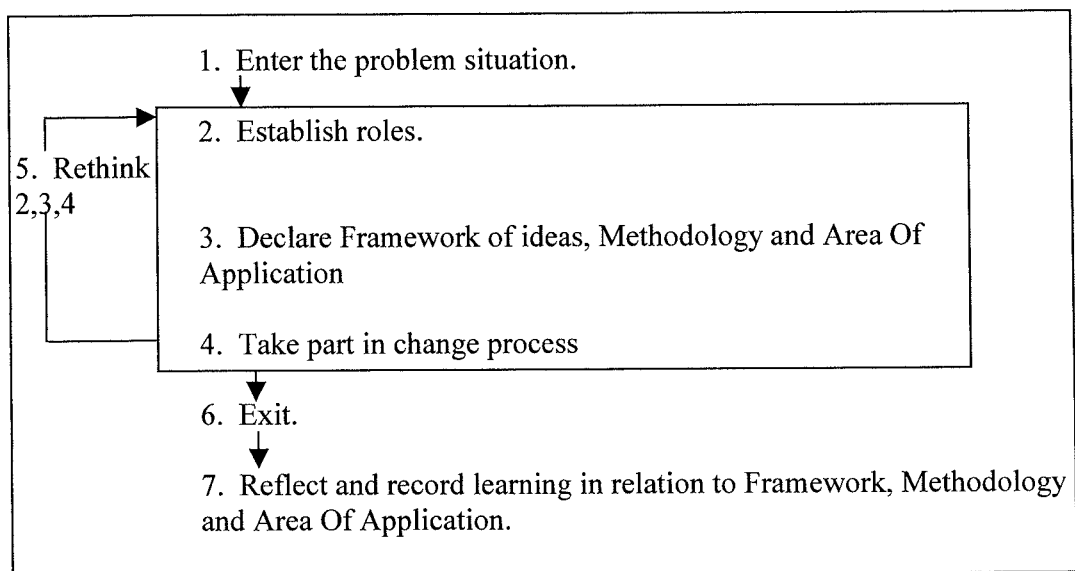 1. Enter the problem situation.
2. Establish roles.
5. Rethink
2,3,4
3. Declare Framework of ideas, Methodology and Area Of
Application
4. Take part in change process
6. Exit.
7. Reflect and record learning in relation to Framework, Methodology
and Area Of Application.